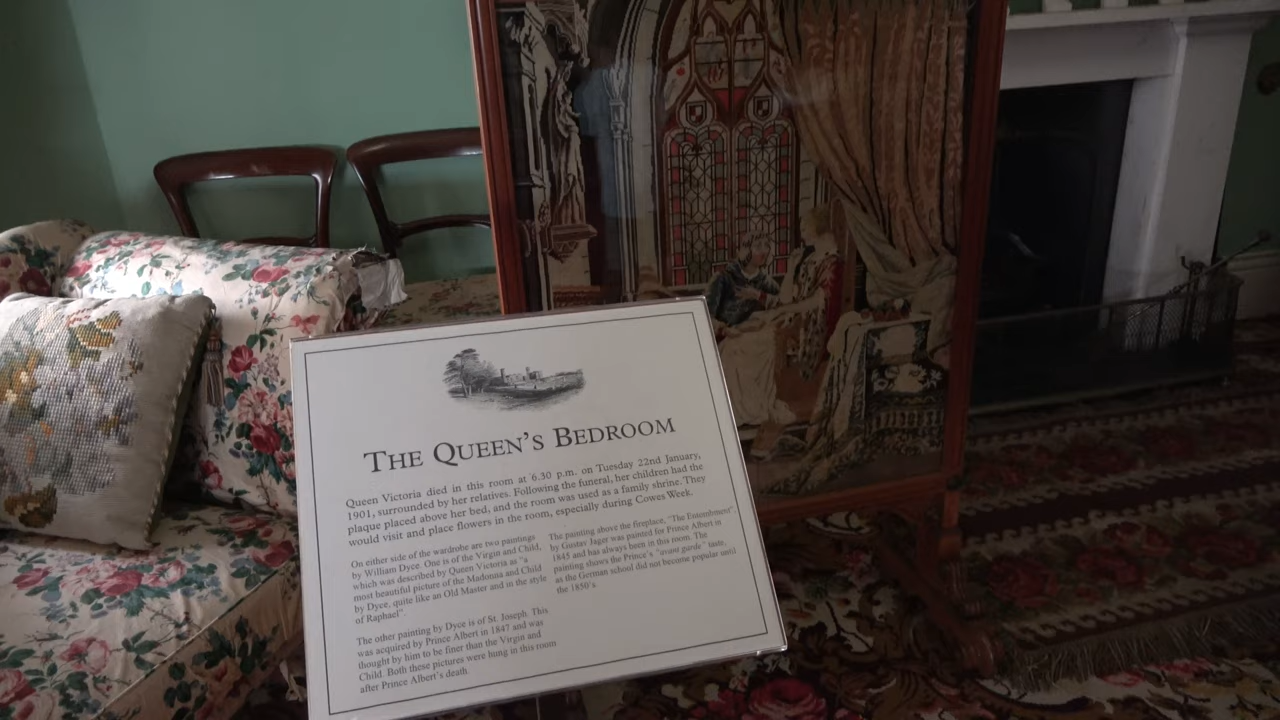 THE QUEEN'S BEDROOM
Queen Victoria died in this room at 6.30 p.m. on Tuesday 22nd January,
1901, surrounded by her relatives. Following the funeral, her children had the
plaque placed above her bed, and the room was used as a family shrine. They
would visit and place flowers in the room, especially during Cowes Week.
On either side of the wardrobe are two paintings
by William Dyce. One is of the Virgin and Child,
which was described by Queen Victoria as "a
most beautiful picture of the Madonna and Child
by Dyce, quite like an Old Master and in the style
of Raphael".
The other painting by Dyce is of St. Joseph. This
was acquired by Prince Albert in 1847 and was
thought by him to be finer than the Virgin and
Child. Both these pictures were hung in this room
after Prince Albert's death.
The painting above the fireplace, "The Entombment",
by Gustav Jager was painted for Prince Albert in
1845 and has always been in this room. The
painting shows the Prince's "avant garde" taste,
as the German school did not become popular until
the 1850's.